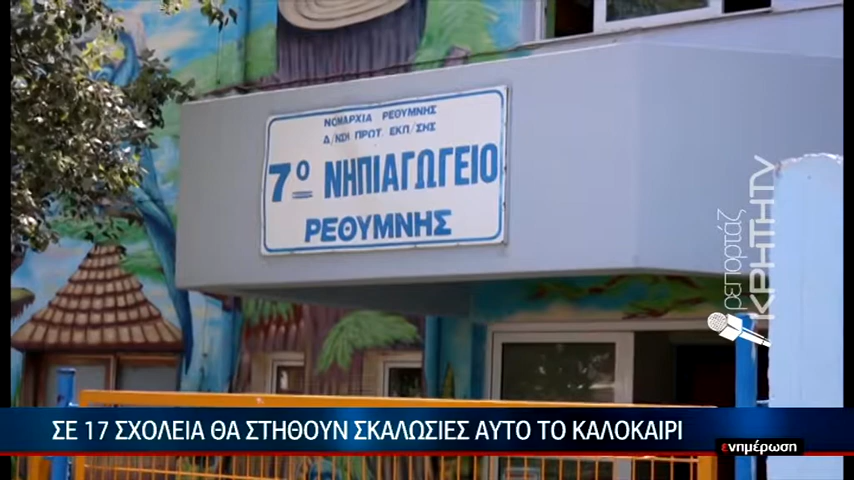 ΝΟΜΑΡΧΙΑ ΡΕΘΥΜΝΗΣ
Δ/ΝΣΗ ΠΡΩΤ. ΕΚΠ/ΣΗΣ
7ο ΝΗΠΙΑΓΩΓΕΙΟ
ΡΕΘΥΜΝΗΣ
ρεπορτάζ
ΚΡΗΤΗTV
ΣΕ 17 ΣΧΟΛΕΙΑ ΘΑ ΣΤΗΘΟΥΝ ΣΚΑΛΩΣΙΕΣ ΑΥΤΟ ΤΟ ΚΑΛΟΚΑΙΡΙ
ενημέρωση